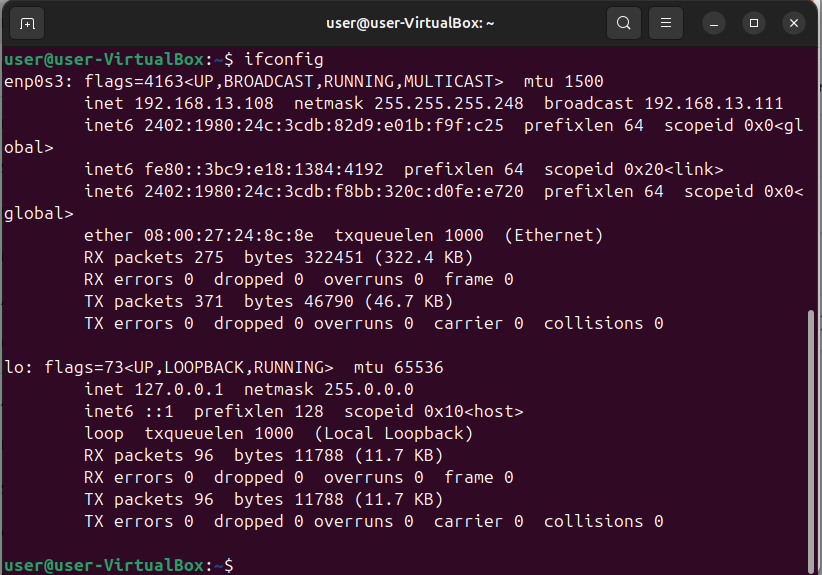 user@user-VirtualBox: ~
user@user-VirtualBox:~$ ifconfig
enp0s3: flags=4163<UP,BROADCAST,RUNNING,MULTICAST>  mtu 1500
        inet 192.168.13.108  netmask 255.255.255.248  broadcast 192.168.13.111
        inet6 2402:1980:24c:3cdb:82d9:e01b:f9f:c25  prefixlen 64  scopeid 0x0<gl
obal>
        inet6 fe80::3bc9:e18:1384:4192  prefixlen 64  scopeid 0x20<link>
        inet6 2402:1980:24c:3cdb:f8bb:320c:d0fe:e720  prefixlen 64  scopeid 0x0<
global>
        ether 08:00:27:24:8c:8e  txqueuelen 1000  (Ethernet)
        RX packets 275  bytes 322451 (322.4 KB)
        RX errors 0  dropped 0  overruns 0  frame 0
        TX packets 371  bytes 46790 (46.7 KB)
        TX errors 0  dropped 0 overruns 0  carrier 0  collisions 0

lo: flags=73<UP,LOOPBACK,RUNNING>  mtu 65536
        inet 127.0.0.1  netmask 255.0.0.0
        inet6 ::1  prefixlen 128  scopeid 0x10<host>
        loop  txqueuelen 1000  (Local Loopback)
        RX packets 96  bytes 11788 (11.7 KB)
        RX errors 0  dropped 0  overruns 0  frame 0
        TX packets 96  bytes 11788 (11.7 KB)
        TX errors 0  dropped 0 overruns 0  carrier 0  collisions 0

user@user-VirtualBox:~$